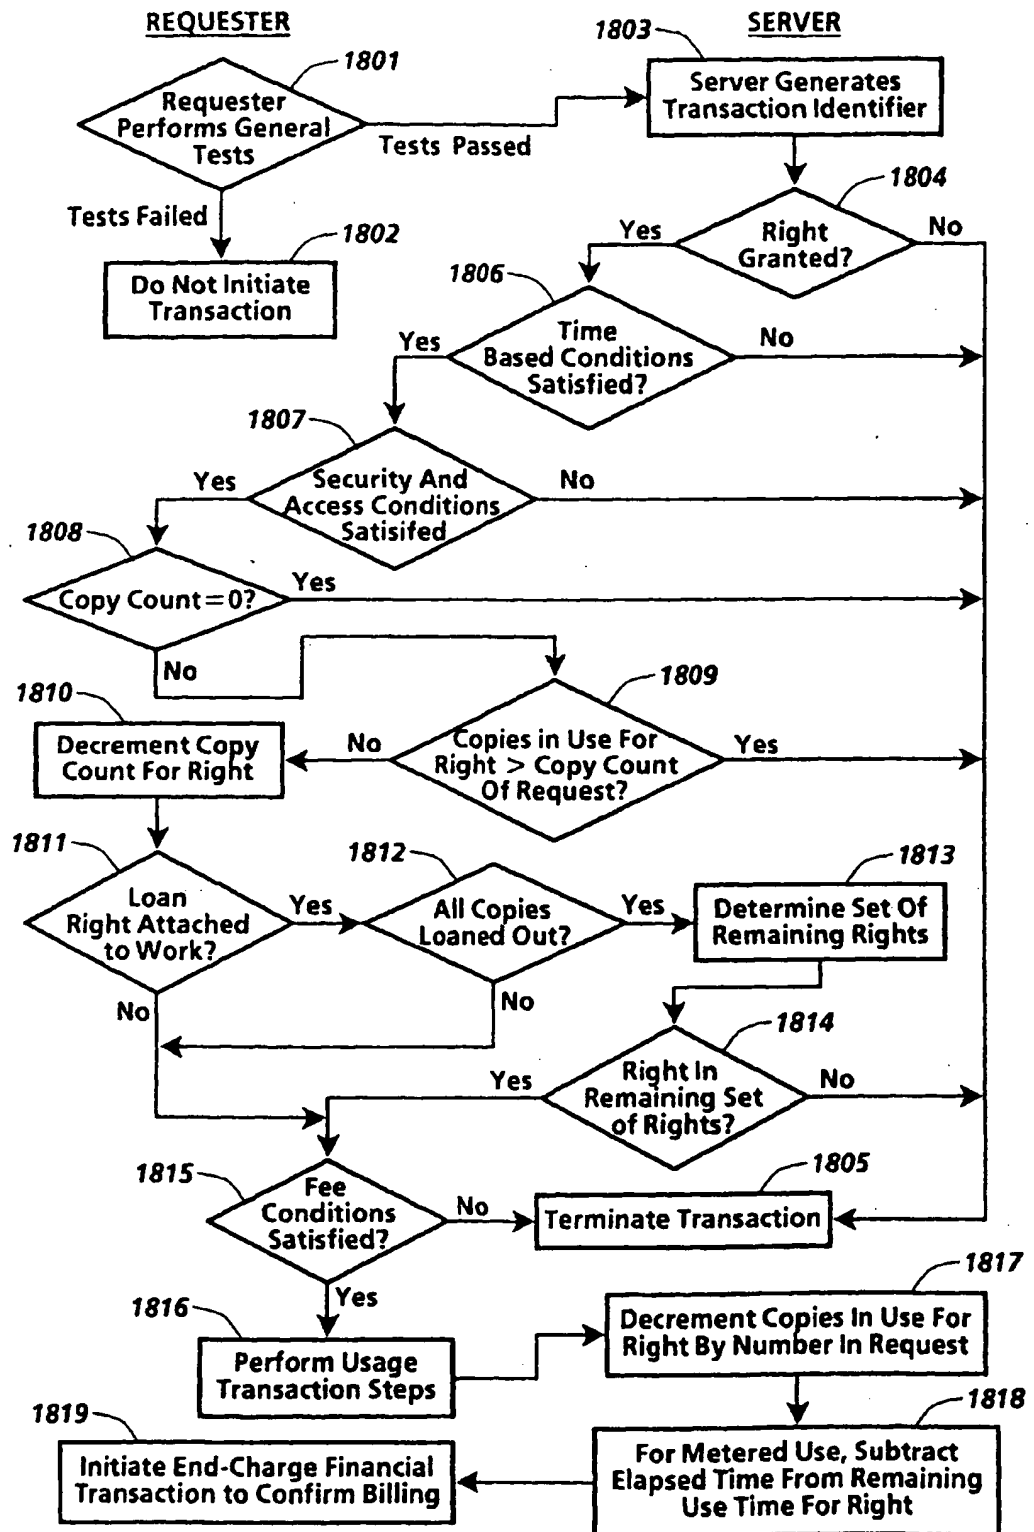 REQUESTER
SERVER
1801
Requester
Performs General
Tests
Tests Passed
1803
Server Generates
Transaction Identifier
Tests Failed
1802
Do Not Initiate
Transaction
1804
Right
Granted?
Yes
No
1806
Time
Based Conditions
Satisfied?
Yes
No
1807
Security And
Access Conditions
Satisifed
Yes
No
1808
Copy Count=0?
Yes
No
1809
Copies in Use For
Right > Copy Count
Of Request?
No
Yes
1810
Decrement Copy
Count For Right
1811
Loan
Right Attached
to Work?
Yes
No
1812
All Copies
Loaned Out?
Yes
No
1813
Determine Set Of
Remaining Rights
1814
Right In
Remaining Set
of Rights?
Yes
No
1815
Fee
Conditions
Satisfied?
No
Yes
1805
Terminate Transaction
1816
Perform Usage
Transaction Steps
1817
Decrement Copies In Use For
Right By Number In Request
1818
For Metered Use, Subtract
Elapsed Time From Remaining
Use Time For Right
1819
Initiate End-Charge Financial
Transaction to Confirm Billing